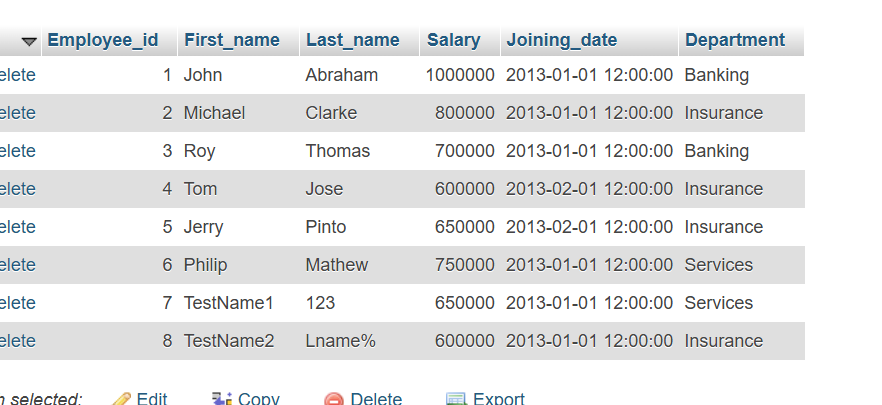 Employee_id First_name Last_name Salary Joining_date Department
elete 1 John Abraham 1000000 2013-01-01 12:00:00 Banking
elete 2 Michael Clarke 800000 2013-01-01 12:00:00 Insurance
elete 3 Roy Thomas 700000 2013-01-01 12:00:00 Banking
elete 4 Tom Jose 600000 2013-02-01 12:00:00 Insurance
elete 5 Jerry Pinto 650000 2013-02-01 12:00:00 Insurance
elete 6 Philip Mathew 750000 2013-01-01 12:00:00 Services
elete 7 TestName1 123 650000 2013-01-01 12:00:00 Services
elete 8 TestName2 Lname% 600000 2013-01-01 12:00:00 Insurance
n selected: Edit Copy Delete Export